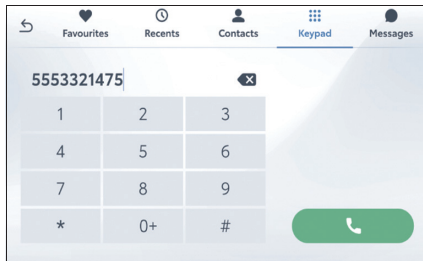 Favourites Recents Contacts Keypad Messages
5553321475
1 2 3
4 5 6
7 8 9
* 0+ #